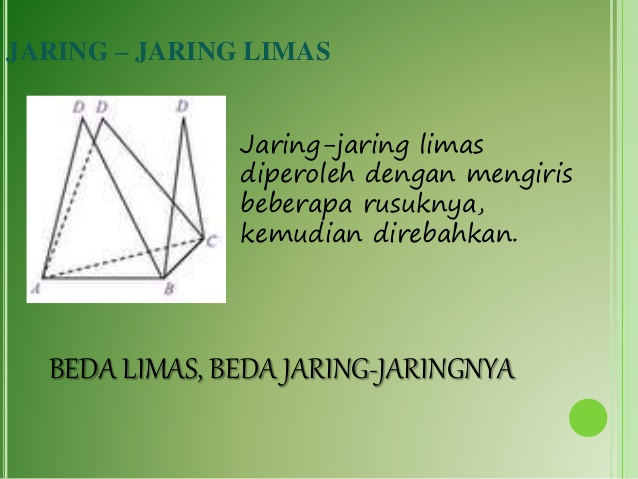 JARING – JARING LIMAS
D D D
Jaring-jaring limas
diperoleh dengan mengiris
beberapa rusuknya,
kemudian direbahkan.
C
A B
BEDA LIMAS, BEDA JARING-JARINGNYA